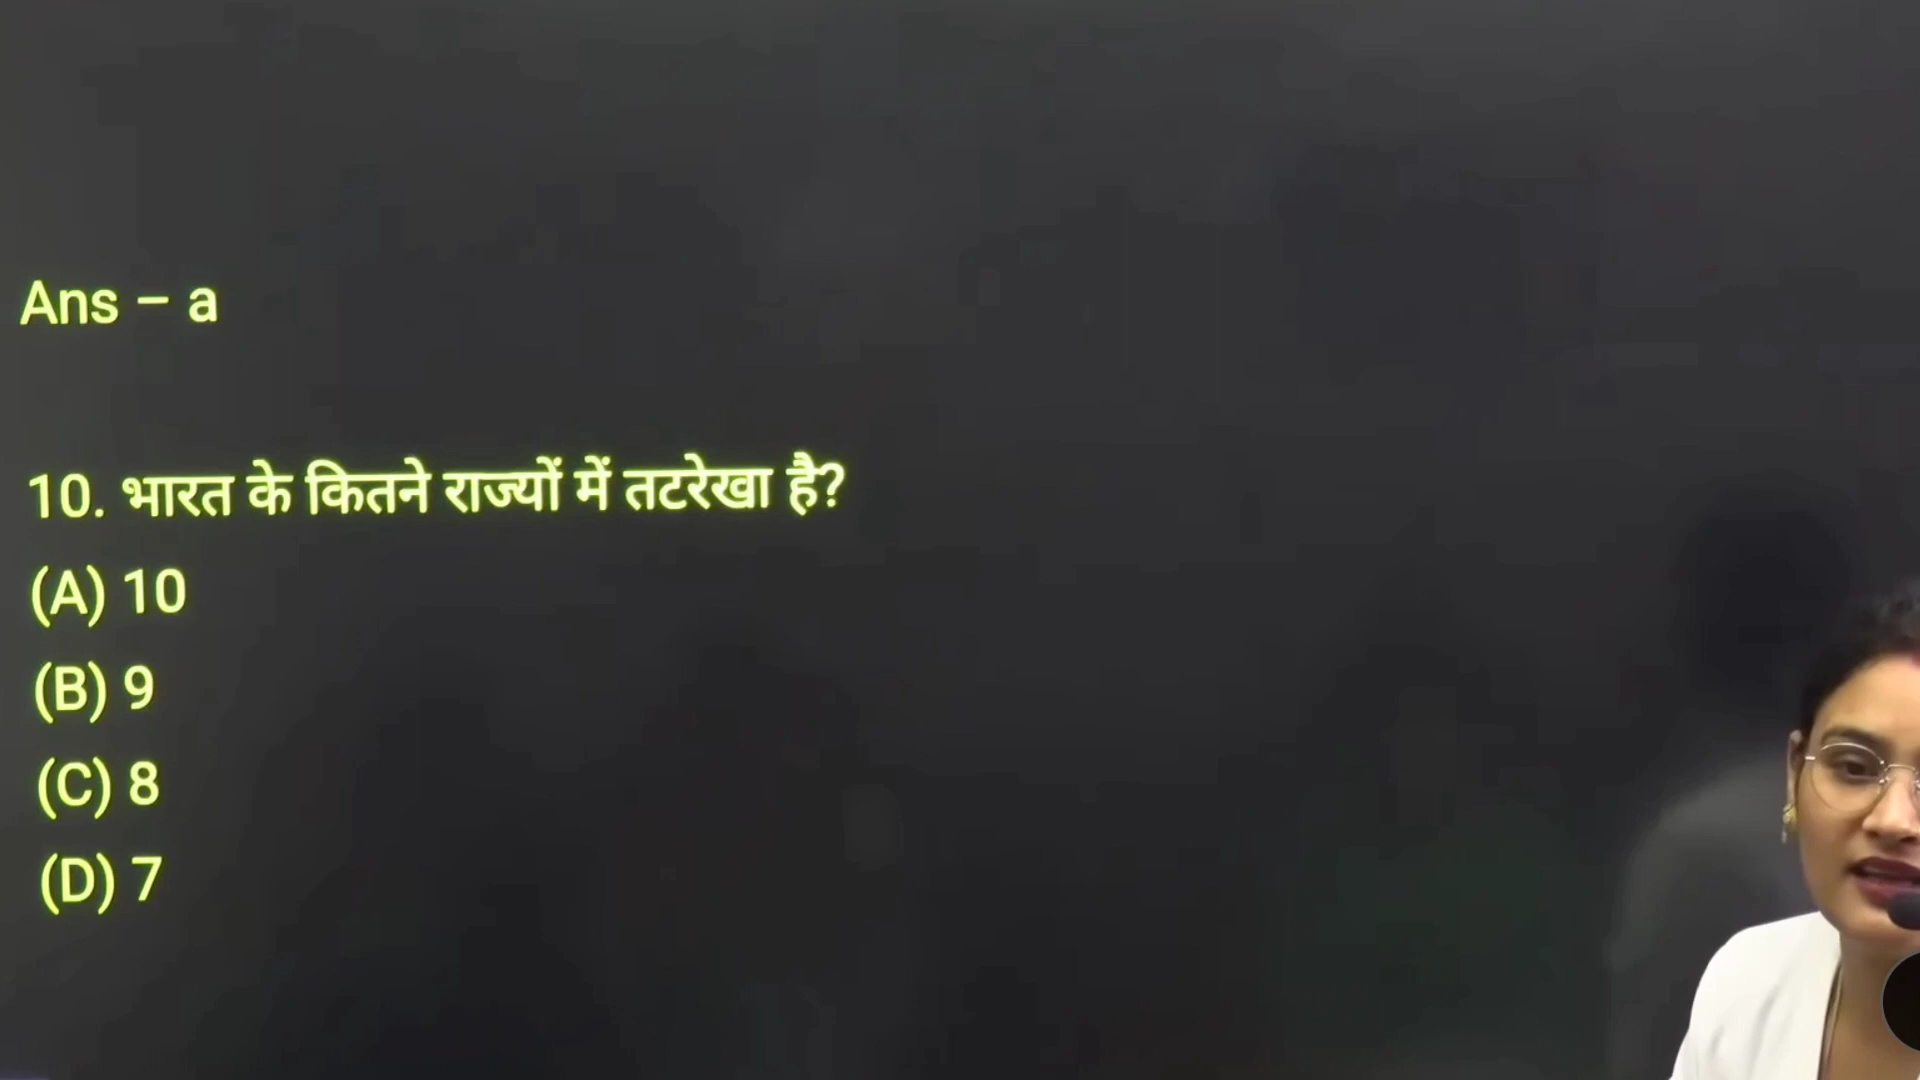 Ans – a
10. भारत के कितने राज्यों में तटरेखा है?
(A) 10
(B) 9
(C) 8
(D) 7